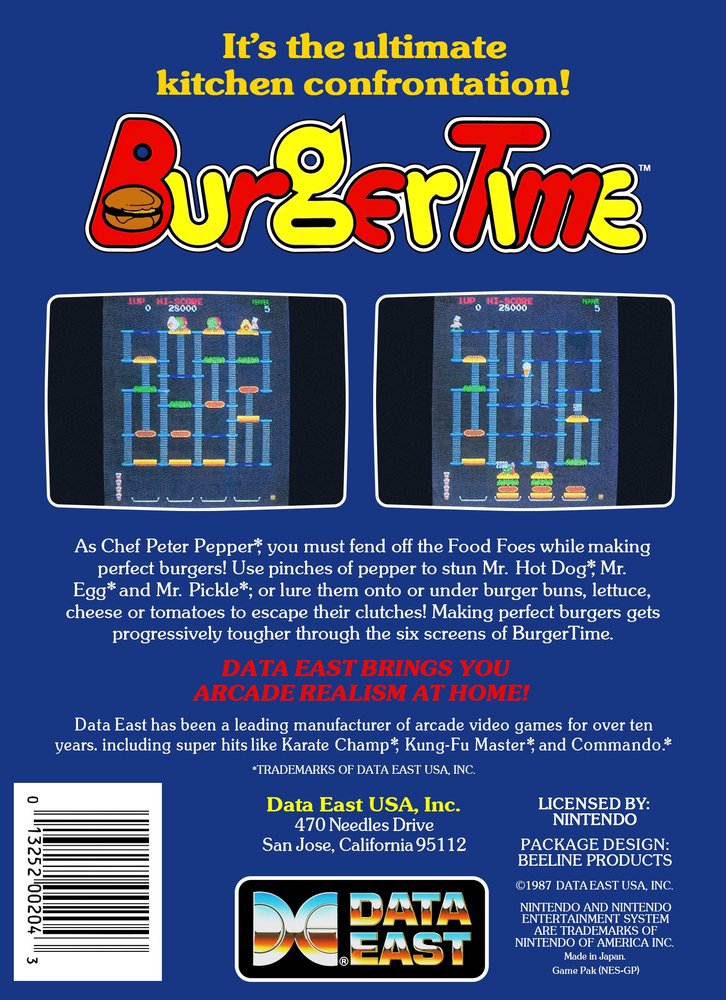 It's the ultimate
kitchen confrontation!
BurgerTime™
1UP HI-SCORE PEPPER
0 28000 5
1UP HI-SCORE PEPPER
0 28000 5
As Chef Peter Pepper*, you must fend off the Food Foes while making
perfect burgers! Use pinches of pepper to stun Mr. Hot Dog*, Mr.
Egg* and Mr. Pickle*; or lure them onto or under burger buns, lettuce,
cheese or tomatoes to escape their clutches! Making perfect burgers gets
progressively tougher through the six screens of BurgerTime.
DATA EAST BRINGS YOU
ARCADE REALISM AT HOME!
Data East has been a leading manufacturer of arcade video games for over ten
years. including super hits like Karate Champ*, Kung-Fu Master*, and Commando.*
*TRADEMARKS OF DATA EAST USA, INC.
0 13252 00204 3
Data East USA, Inc.
470 Needles Drive
San Jose, California 95112
DATA
EAST
®
LICENSED BY:
NINTENDO
PACKAGE DESIGN:
BEELINE PRODUCTS
©1987 DATA EAST USA, INC.
NINTENDO AND NINTENDO
ENTERTAINMENT SYSTEM
ARE TRADEMARKS OF
NINTENDO OF AMERICA INC.
Made in Japan.
Game Pak (NES-GP)